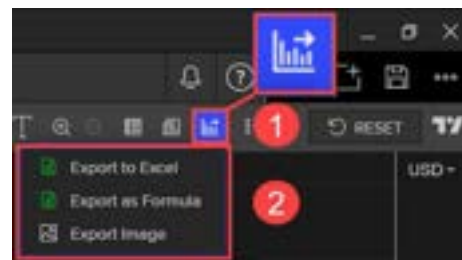 ?
T
1
RESET
Export to Excel
USD
Export as Formula
2
Export Image